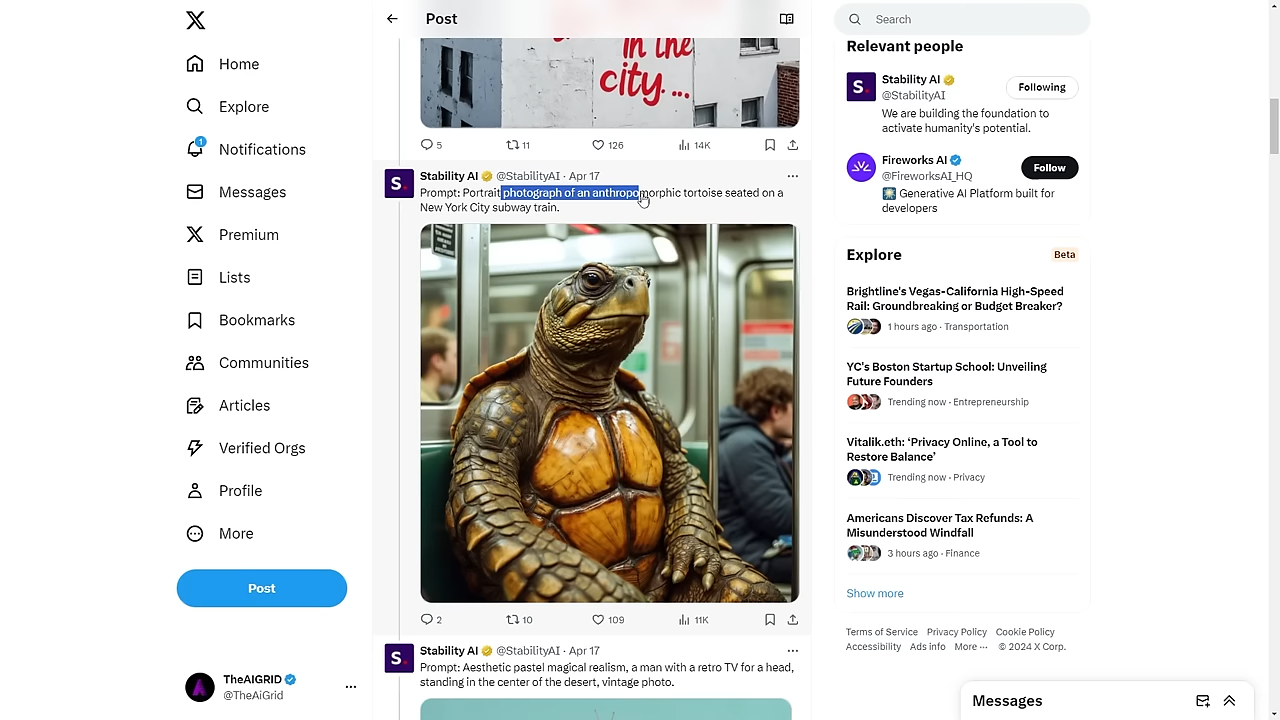 Home
Explore
1
Notifications
Messages
Premium
Lists
Bookmarks
Communities
Articles
Verified Orgs
Profile
More
Post
TheAIGRID
@TheAiGrid
Post
in the
city....
5
11
126
14K
Stability AI @StabilityAI · Apr 17
Prompt: Portrait photograph of an anthropomorphic tortoise seated on a
New York City subway train.
2
10
109
11K
Stability AI @StabilityAI · Apr 17
Prompt: Aesthetic pastel magical realism, a man with a retro TV for a head,
standing in the center of the desert, vintage photo.
Search
Relevant people
Stability AI
@StabilityAI
Following
We are building the foundation to
activate humanity's potential.
Fireworks AI
@FireworksAI_HQ
Follow
Generative AI Platform built for
developers
Explore
Beta
Brightline's Vegas-California High-Speed
Rail: Groundbreaking or Budget Breaker?
1 hours ago · Transportation
YC's Boston Startup School: Unveiling
Future Founders
Trending now · Entrepreneurship
Vitalik.eth: ‘Privacy Online, a Tool to
Restore Balance’
Trending now · Privacy
Americans Discover Tax Refunds: A
Misunderstood Windfall
3 hours ago · Finance
Show more
Terms of Service Privacy Policy Cookie Policy
Accessibility Ads info More ··· © 2024 X Corp.
Messages